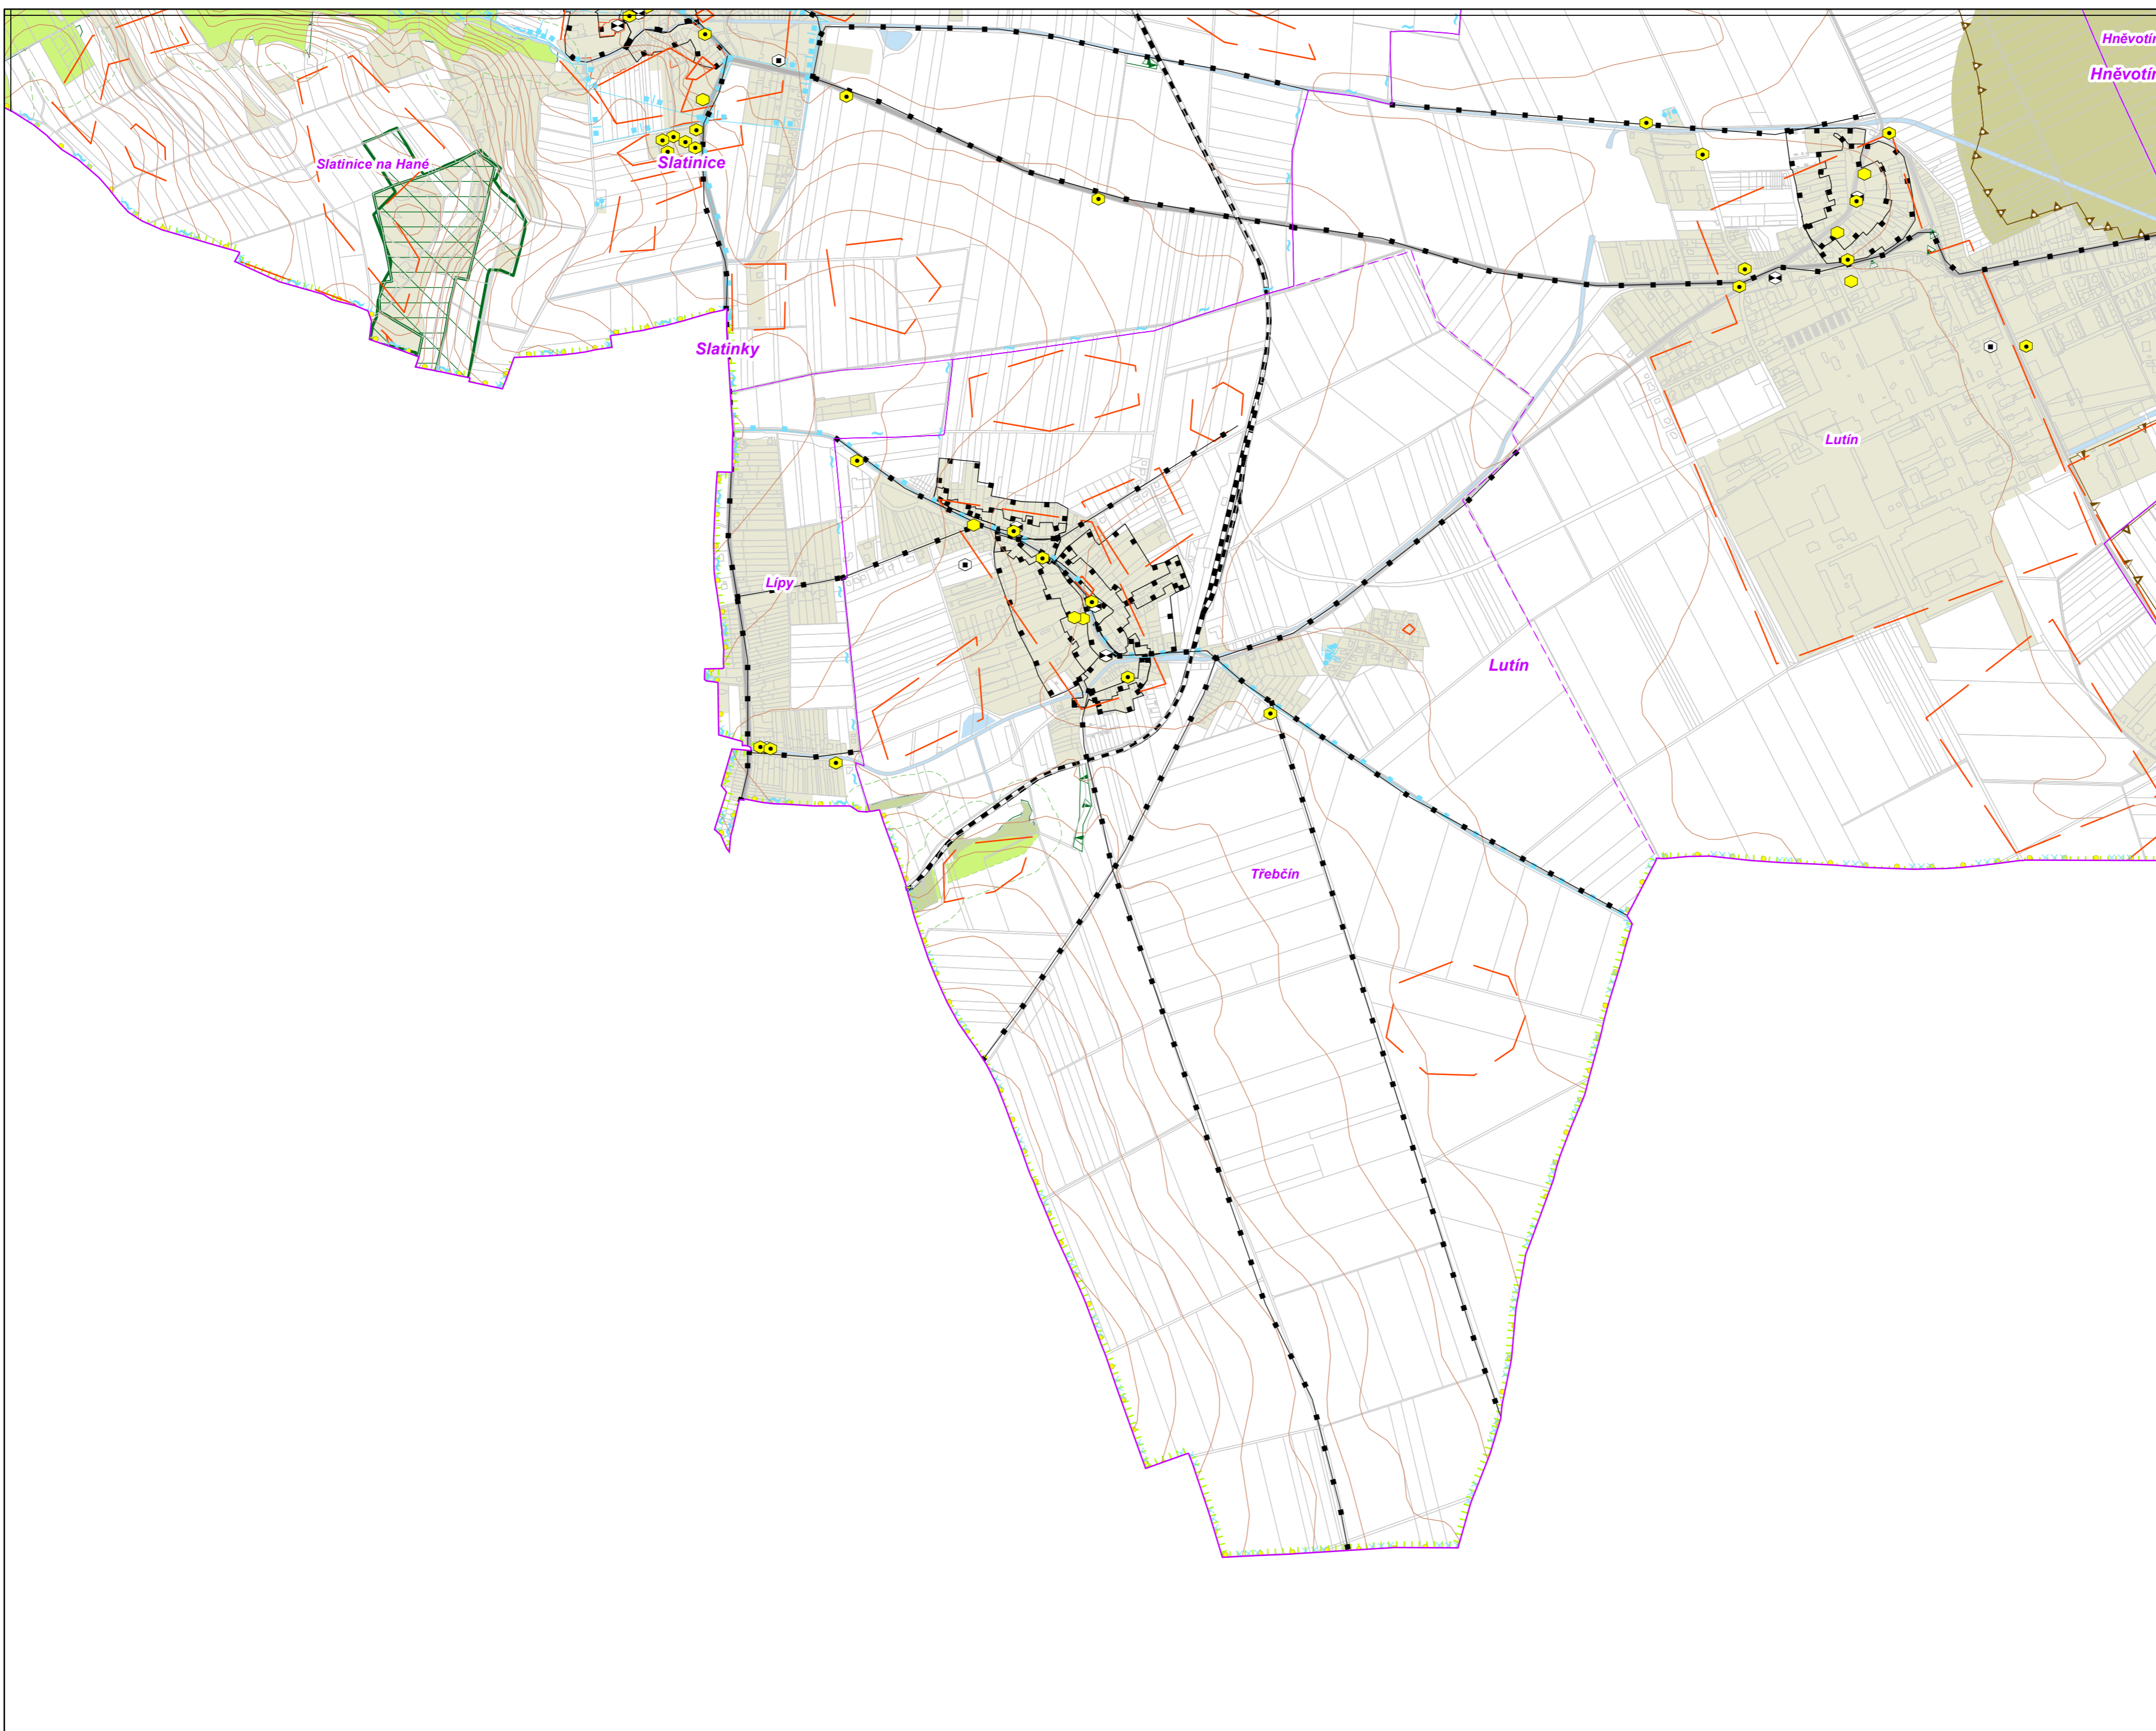 Hněvotín
Hněvotín
Slatinice na Hané
Slatinice
Slatinky
Lutín
Lípy
Lutín
Třebčín